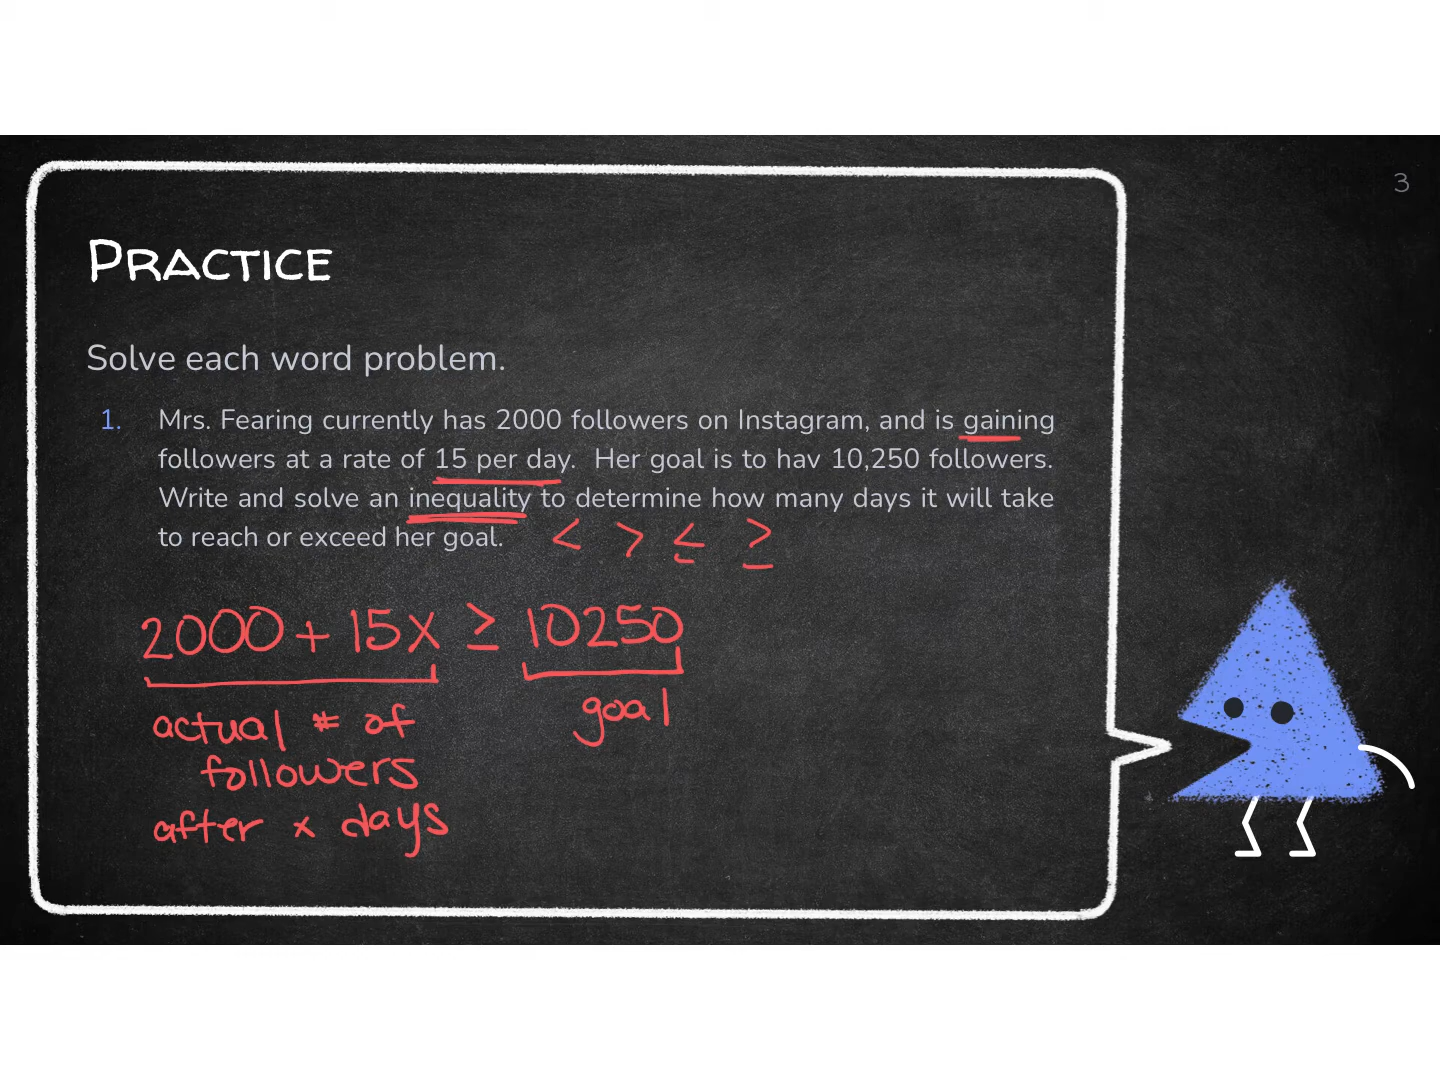 3
PRACTICE
Solve each word problem.
1. Mrs. Fearing currently has 2000 followers on Instagram, and is gaining
followers at a rate of 15 per day. Her goal is to hav 10,250 followers.
Write and solve an inequality to determine how many days it will take
to reach or exceed her goal. < > ≤ ≥
2000 + 15x ≥ 10250
actual # of goal
followers
after x days